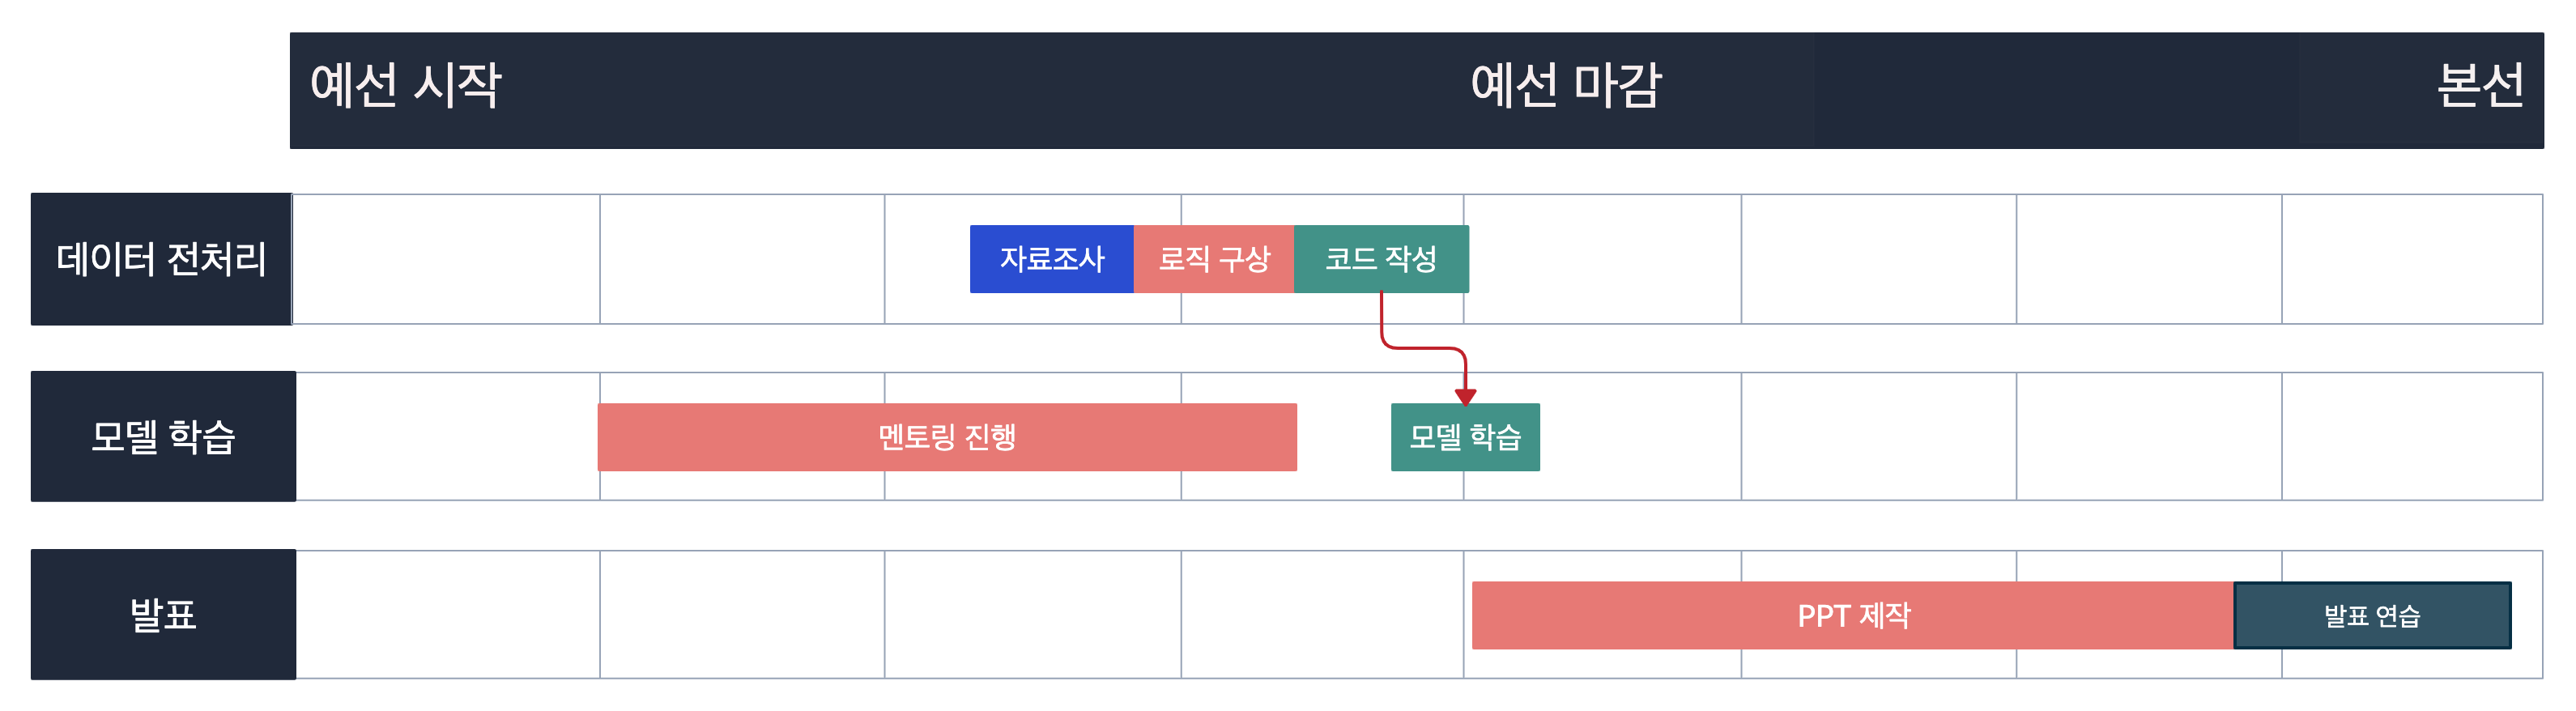 예선 시작 예선 마감 본선
데이터 전처리 자료조사 로직 구상 코드 작성
모델 학습 멘토링 진행 모델 학습
발표 PPT 제작 발표 연습